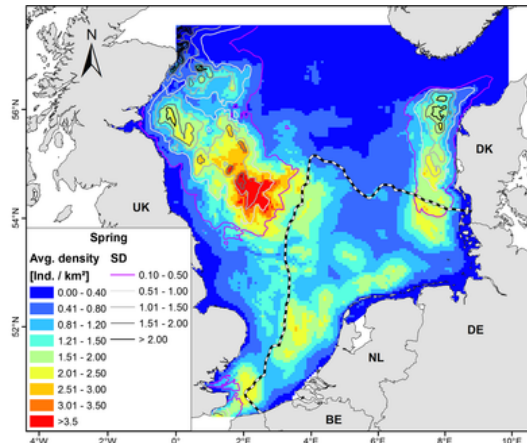 N
56°N
54°N
52°N
UK
DK
DE
NL
BE
Spring
Avg. density SD
[Ind. / km²]
0.00 - 0.40
0.41 - 0.80
0.81 - 1.20
1.21 - 1.50
1.51 - 2.00
2.01 - 2.50
2.51 - 3.00
3.01 - 3.50
>3.5
0.10 - 0.50
0.51 - 1.00
1.01 - 1.50
1.51 - 2.00
> 2.00
4°W 2°W 0° 2°E 4°E 6°E 8°E 10°E